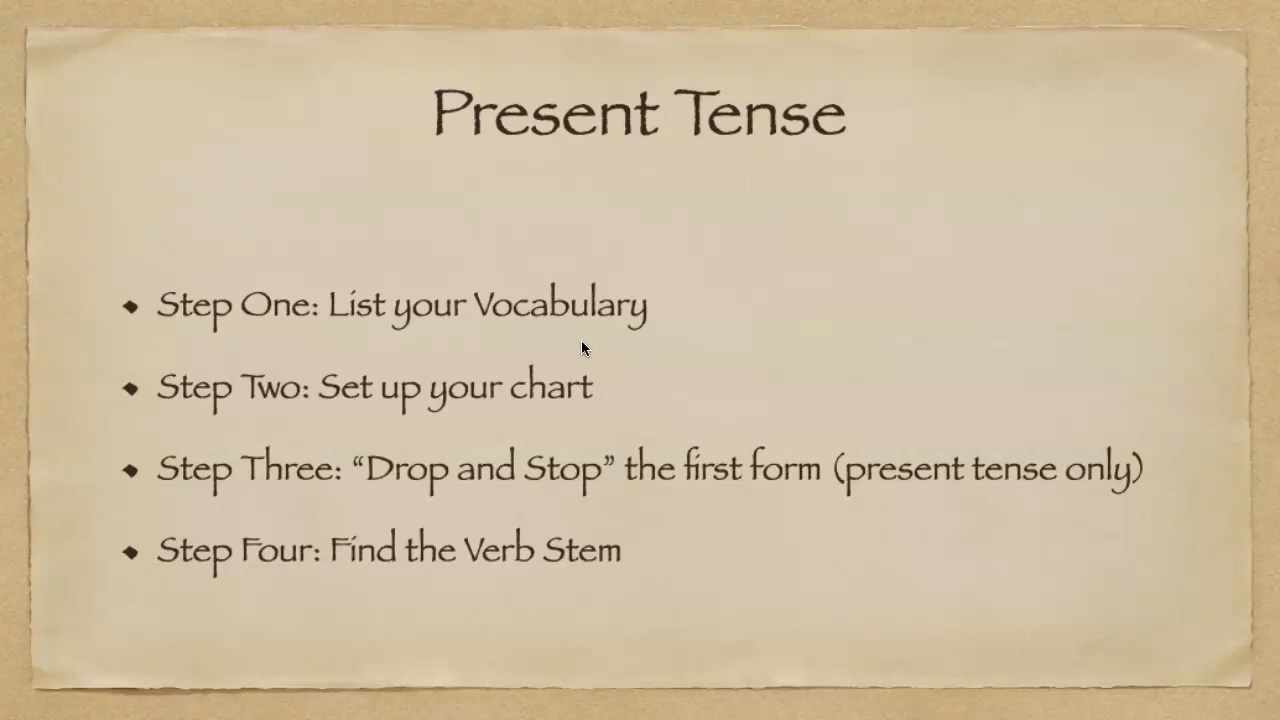 Present Tense
Step One: List your Vocabulary
Step Two: Set up your chart
Step Three: “Drop and Stop” the first form (present tense only)
Step Four: Find the Verb Stem